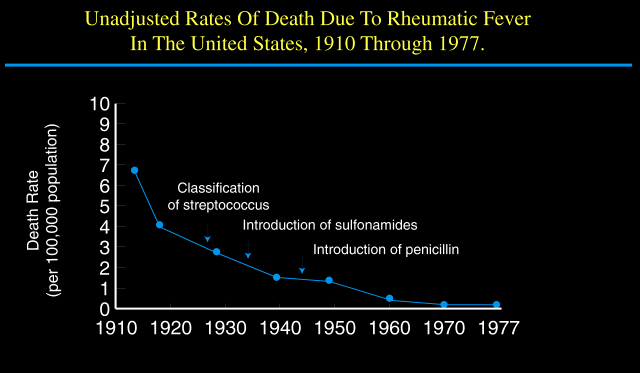 Unadjusted Rates Of Death Due To Rheumatic Fever
In The United States, 1910 Through 1977.
Death Rate
(per 100,000 population)
10
9
8
7
6
5
4
3
2
1
0
Classification
of streptococcus
Introduction of sulfonamides
Introduction of penicillin
1910 1920 1930 1940 1950 1960 1970 1977